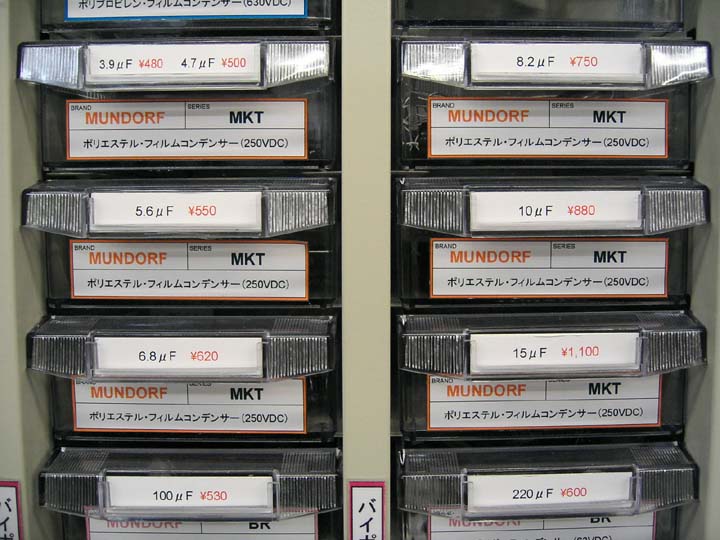 ポリプロピレン・フィルムコンデンサー(630VDC)
3.9μF ¥480 4.7μF ¥500
BRAND SERIES
MUNDORF MKT
ポリエステル・フィルムコンデンサー(250VDC)
5.6μF ¥550
BRAND SERIES
MUNDORF MKT
ポリエステル・フィルムコンデンサー(250VDC)
6.8μF ¥620
MUNDORF MKT
ポリエステル・フィルムコンデンサー(250VDC)
100μF ¥530
MUNDORF BR
8.2μF ¥750
BRAND SERIES
MUNDORF MKT
ポリエステル・フィルムコンデンサー(250VDC)
10μF ¥880
BRAND SERIES
MUNDORF MKT
ポリエステル・フィルムコンデンサー(250VDC)
15μF ¥1,100
MUNDORF MKT
ポリエステル・フィルムコンデンサー(250VDC)
220μF ¥600
MUNDORF BR